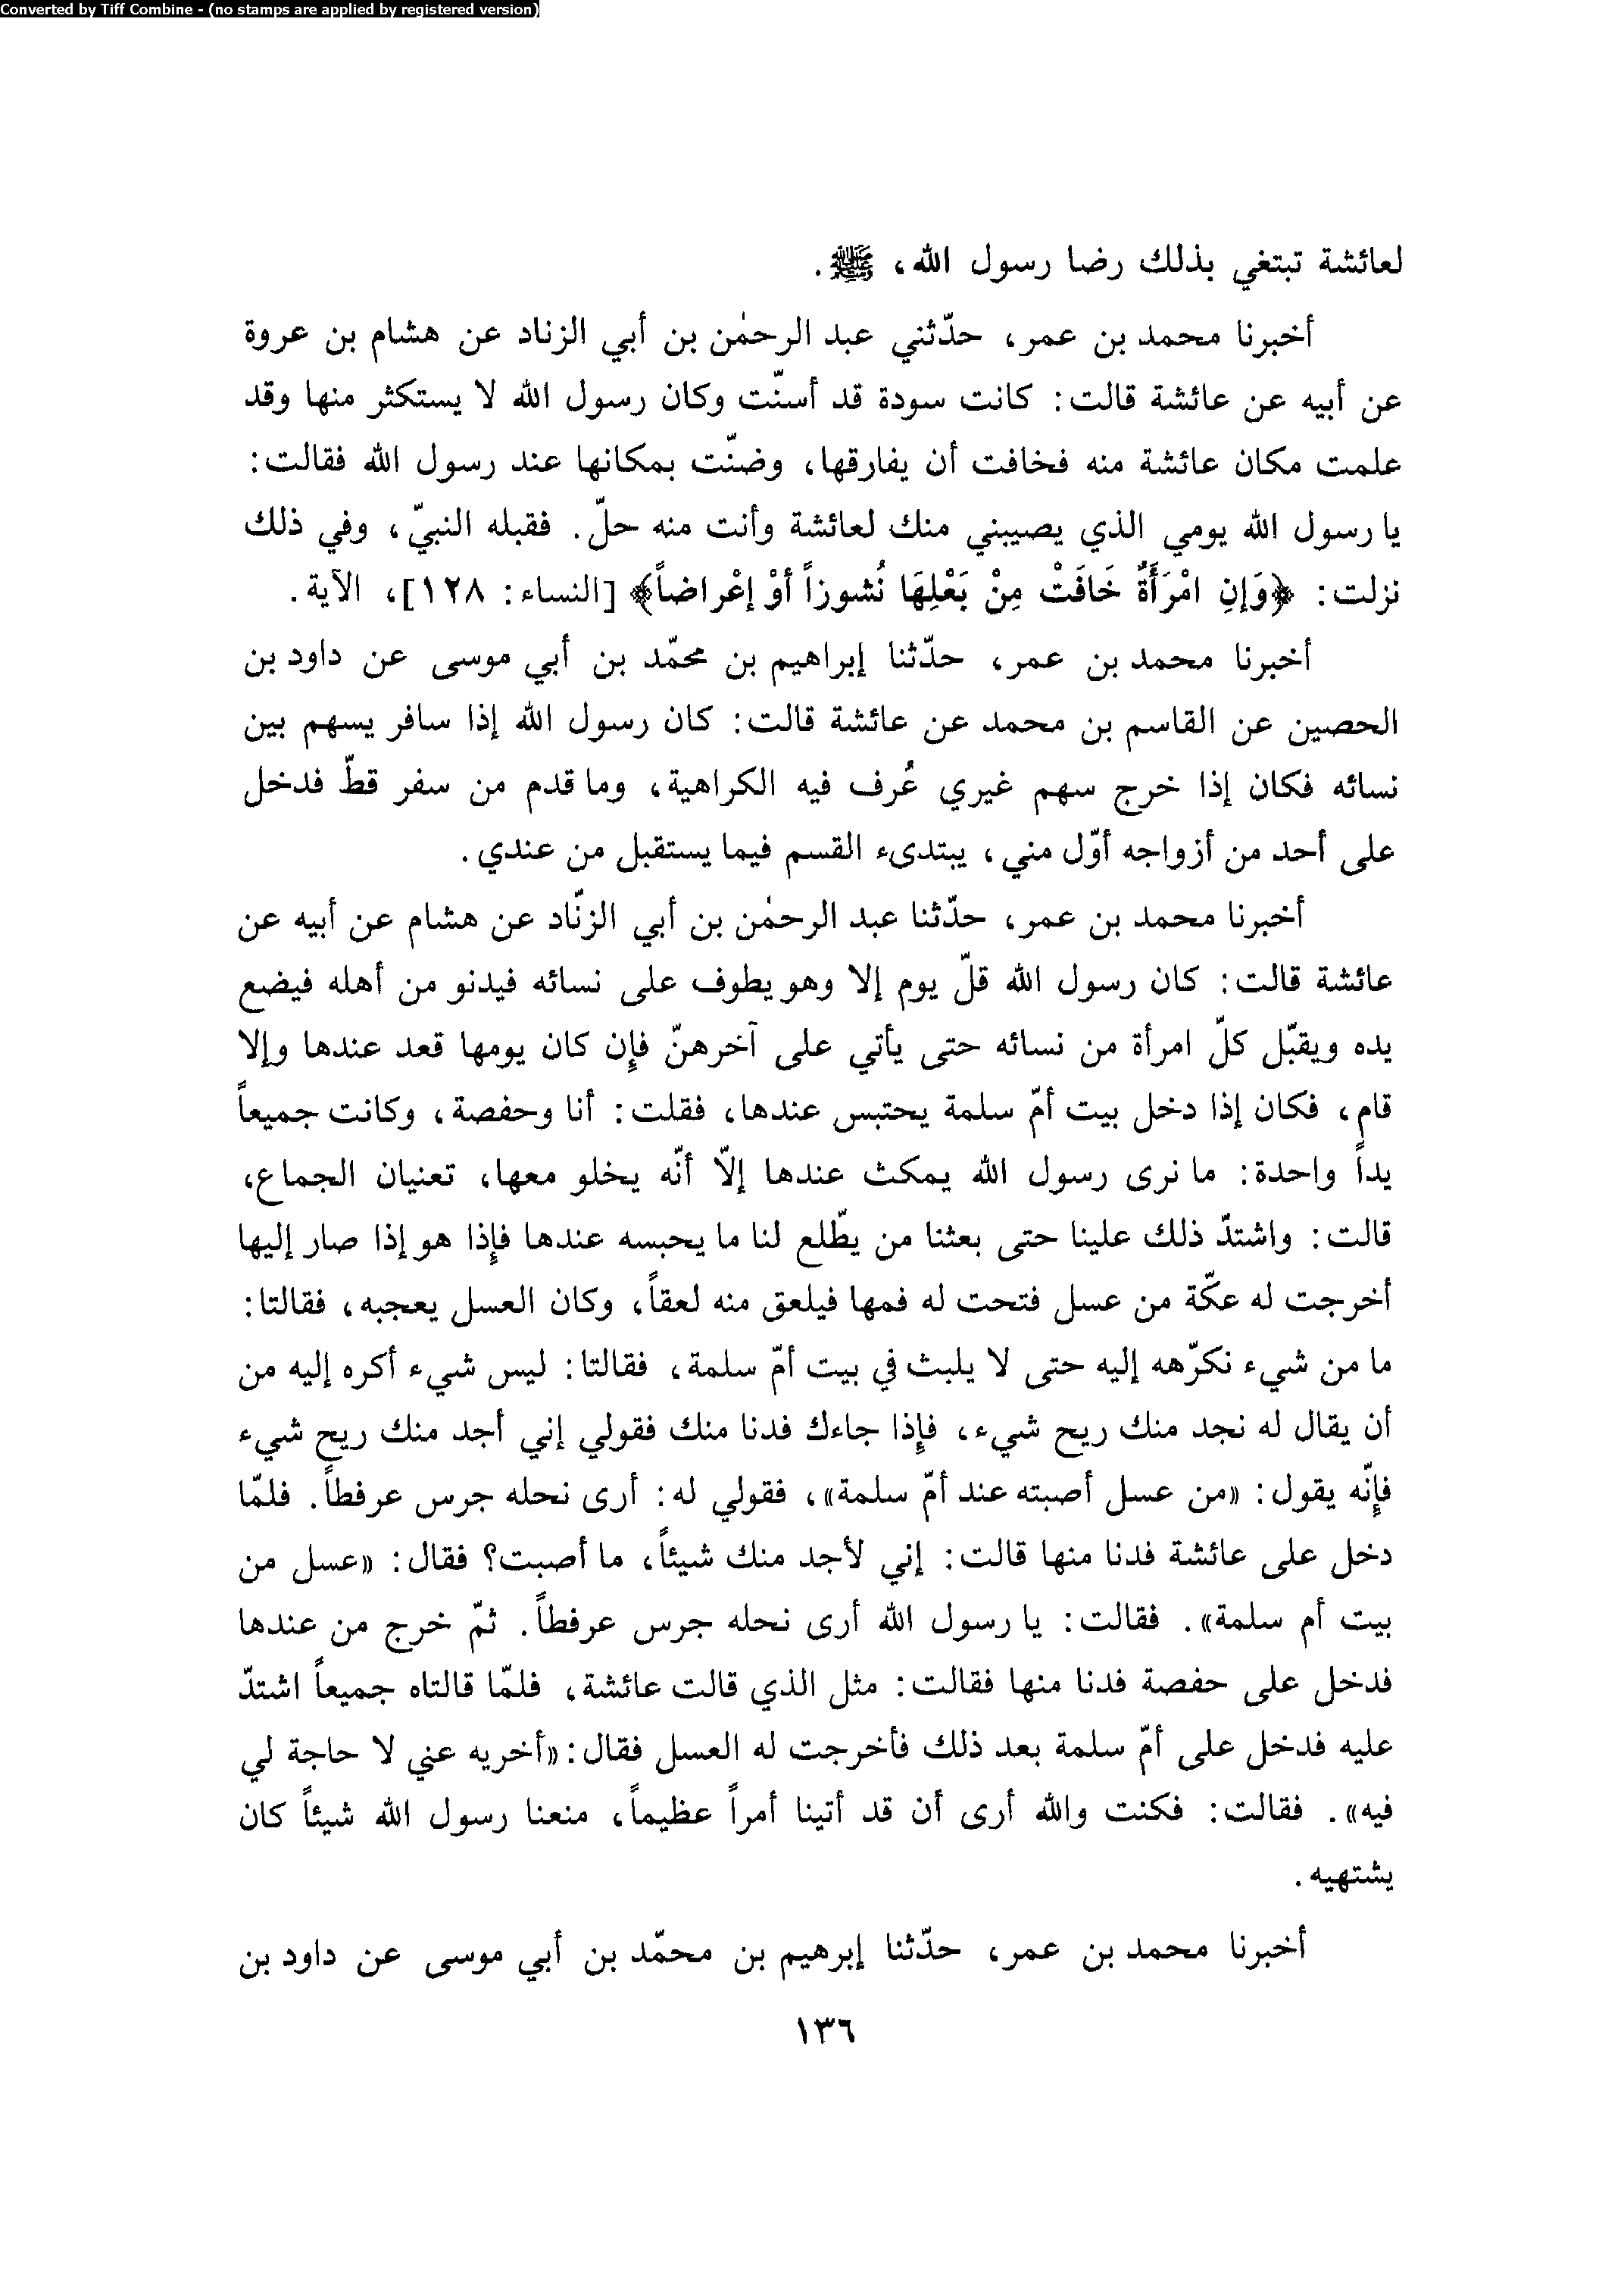 Converted by Tiff Combine - (no stamps are applied by registered version)
لعائشة تبتغي بذلك رضا رسول الله، ﷺ.
أخبرنا محمد بن عمر، حدّثني عبد الرحمٰن بن أبي الزناد عن هشام بن عروة
عن أبيه عن عائشة قالت: كانت سودة قد أسنّت وكان رسول الله لا يستكثر منها وقد
علمت مكان عائشة منه فخافت أن يفارقها، وضنّت بمكانها عند رسول الله فقالت:
يا رسول الله يومي الذي يصيبني منك لعائشة وأنت منه حلّ. فقبله النبيّ، وفي ذلك
نزلت: ﴿وَإنِ امْرَأَةٌ خَافَتْ مِنْ بَعْلِهَا نُشوزاً أوْ إعْراضاً﴾ [النساء: ١٢٨]، الآية.
أخبرنا محمد بن عمر، حدّثنا إبراهيم بن محمّد بن أبي موسى عن داود بن
الحصين عن القاسم بن محمد عن عائشة قالت: كان رسول الله إذا سافر يسهم بين
نسائه فكان إذا خرج سهم غيري عُرف فيه الكراهية، وما قدم من سفر قطّ فدخل
على أحد من أزواجه أوّل مني، يبتدىء القسم فيما يستقبل من عندي.
أخبرنا محمد بن عمر، حدّثنا عبد الرحمٰن بن أبي الزنّاد عن هشام عن أبيه عن
عائشة قالت: كان رسول الله قلّ يوم إلا وهو يطوف على نسائه فيدنو من أهله فيضع
يده ويقبّل كلّ امرأة من نسائه حتى يأتي على آخرهنّ فإن كان يومها قعد عندها وإلا
قام، فكان إذا دخل بيت أمّ سلمة يحتبس عندها، فقلت: أنا وحفصة، وكانت جميعاً
يداً واحدة: ما نرى رسول الله يمكث عندها إلاّ أنّه يخلو معها، تعنيان الجماع،
قالت: واشتدّ ذلك علينا حتى بعثنا من يطّلع لنا ما يحبسه عندها فإذا هو إذا صار إليها
أخرجت له عكّة من عسل فتحت له فمها فيلعق منه لعقاً، وكان العسل يعجبه، فقالتا:
ما من شيء نكرّهه إليه حتى لا يلبث في بيت أمّ سلمة، فقالتا: ليس شيء أكره إليه من
أن يقال له نجد منك ريح شيء، فإذا جاءك فدنا منك فقولي إني أجد منك ريح شيء
فإنّه يقول: «من عسل أصبته عند أمّ سلمة»، فقولي له: أرى نحله جرس عرفطاً. فلمّا
دخل على عائشة فدنا منها قالت: إني لأجد منك شيئاً، ما أصبت؟ فقال: «عسل من
بيت أم سلمة». فقالت: يا رسول الله أرى نحله جرس عرفطاً. ثمّ خرج من عندها
فدخل على حفصة فدنا منها فقالت: مثل الذي قالت عائشة، فلمّا قالتاه جميعاً اشتدّ
عليه فدخل على أمّ سلمة بعد ذلك فأخرجت له العسل فقال: «أخريه عني لا حاجة لي
فيه». فقالت: فكنت والله أرى أن قد أتينا أمراً عظيماً، منعنا رسول الله شيئاً كان
يشتهيه.
أخبرنا محمد بن عمر، حدّثنا إبرهيم بن محمّد بن أبي موسى عن داود بن
١٣٦